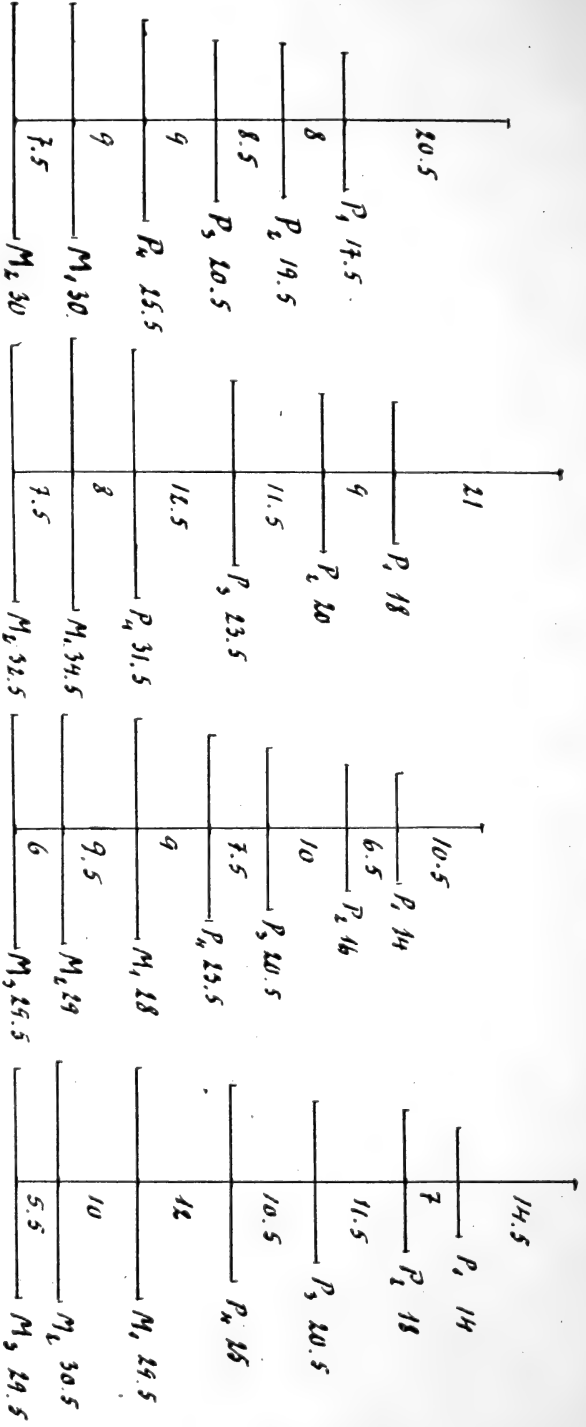 20.5
P₁ 17.5
8
P₂ 19.5
8.5
P₃ 20.5
9
P₄ 25.5
9
M₁ 30.
7.5
M₂ 30
21
P₁ 18
9
P₂ 20
11.5
P₃ 23.5
12.5
P₄ 31.5
8
M₁ 34.5
7.5
M₂ 32.5
10.5
P₁ 14
6.5
P₂ 16
10
P₃ 20.5
7.5
P₄ 23.5
9
M₁ 28
9.5
M₂ 29
6
M₃ 29.5
14.5
P₁ 14
7
P₂ 18
11.5
P₃ 20.5
10.5
P₄ 25
12
M₁ 29.5
10
M₂ 30.5
5.5
M₃ 29.5